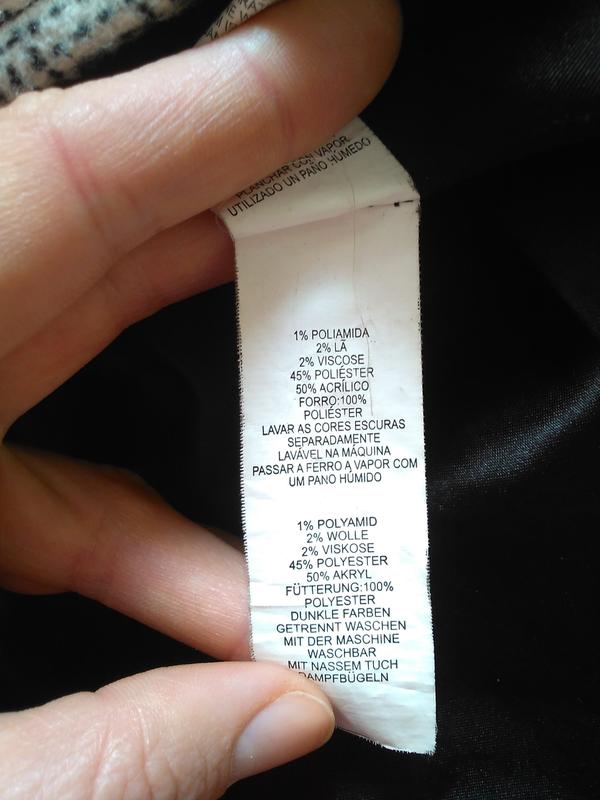 PLANCHAR CON VAPOR
UTILIZADO UN PAÑO HÚMEDO
1% POLIAMIDA
2% LÃ
2% VISCOSE
45% POLIÉSTER
50% ACRÍLICO
FORRO:100%
POLIÉSTER
LAVAR AS CORES ESCURAS
SEPARADAMENTE
LAVÁVEL NA MÁQUINA
PASSAR A FERRO A VAPOR COM
UM PANO HÚMIDO
1% POLYAMID
2% WOLLE
2% VISKOSE
45% POLYESTER
50% AKRYL
FÜTTERUNG:100%
POLYESTER
DUNKLE FARBEN
GETRENNT WASCHEN
MIT DER MASCHINE
WASCHBAR
MIT NASSEM TUCH
DAMPFBÜGELN